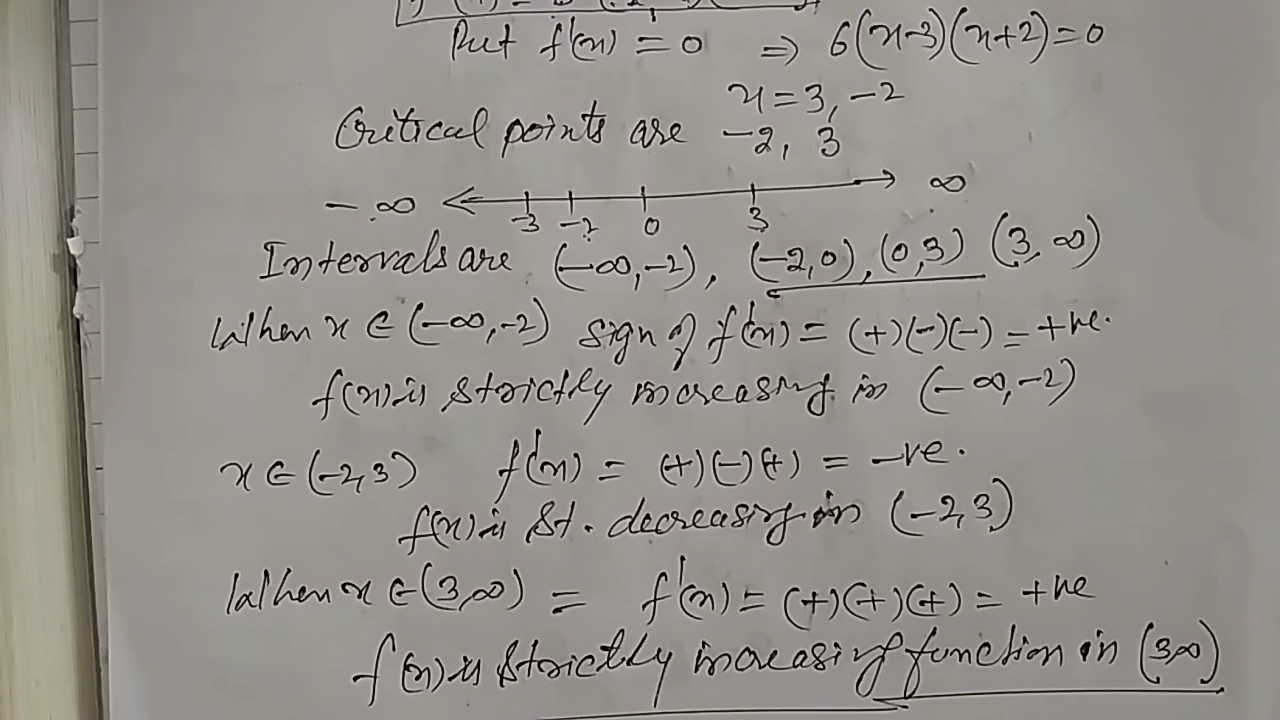 Put f'(x) = 0 ⇒ 6(x-3)(x+2)=0
x=3, -2
Critical points are -2, 3
-∞ ∞
-3 -2 0 3
Intervals are (-∞,-2), (-2,0), (0,3) (3,∞)
When x ∈ (-∞,-2) sign of f'(x) = (+)(-)(-) = +ve.
f(x) is strictly increasing in (-∞,-2)
x ∈ (-2,3) f'(x) = (+)(-)(+) = -ve.
f(x) is St. decreasing in (-2,3)
When x ∈ (3,∞) = f'(x) = (+)(+)(+) = +ve
f(x) is strictly increasing function in (3,∞)